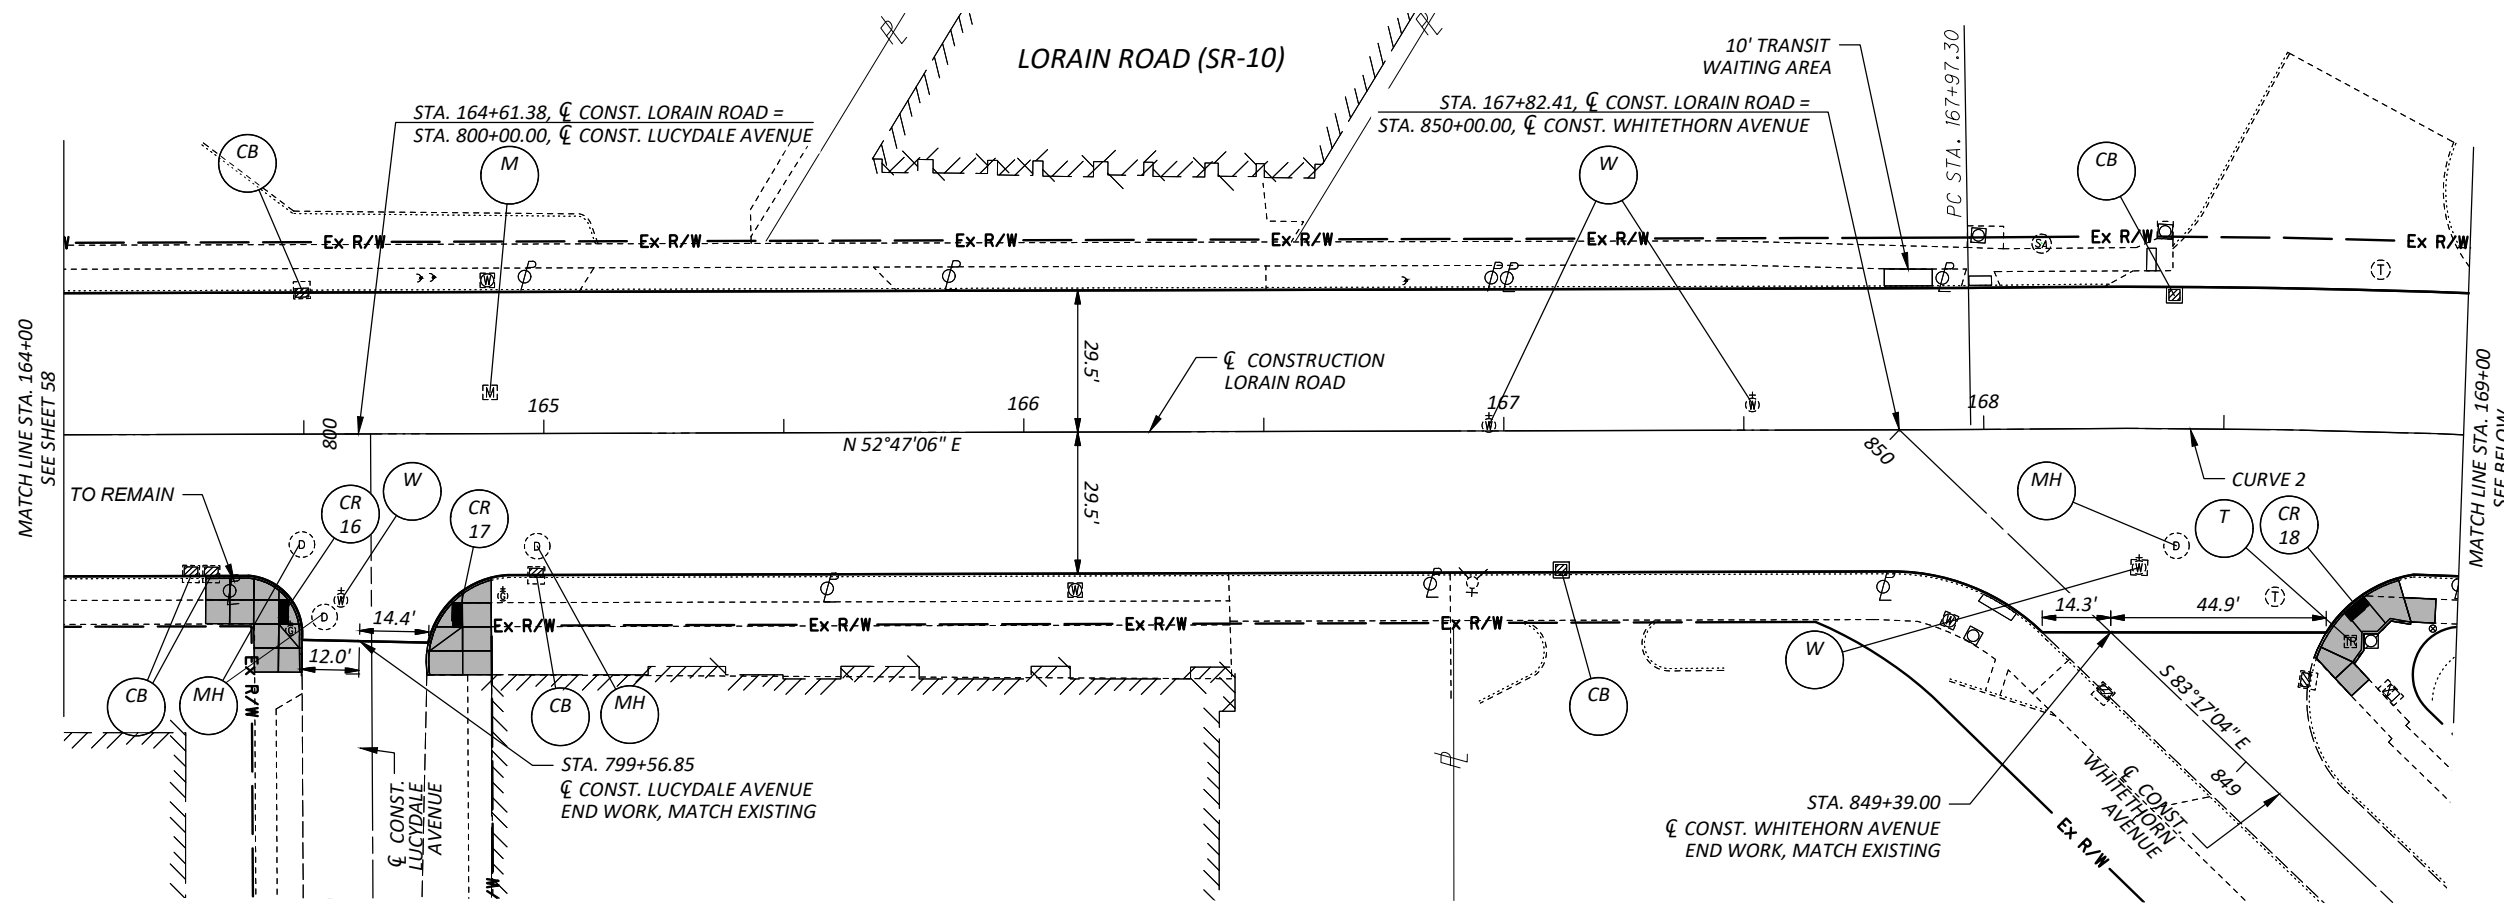 LORAIN ROAD (SR-10)
10' TRANSIT
WAITING AREA
PC STA. 167+97.30
STA. 164+61.38, ℄ CONST. LORAIN ROAD =
STA. 800+00.00, ℄ CONST. LUCYDALE AVENUE
STA. 167+82.41, ℄ CONST. LORAIN ROAD =
STA. 850+00.00, ℄ CONST. WHITETHORN AVENUE
CB
M
W
CB
Ex R/W
Ex R/W
Ex R/W
Ex R/W
Ex R/W
Ex R/W
Ex R/W
SA
T
W
MATCH LINE STA. 164+00
SEE SHEET 58
M
29.5'
℄ CONSTRUCTION
LORAIN ROAD
165
166
167
168
W
W
800
N 52°47'06" E
850
MATCH LINE STA. 169+00
SEE BELOW
TO REMAIN
CR
16
W
CR
17
29.5'
MH
CURVE 2
T
CR
18
D
D
D
D
W
W
G
G
W
T
14.4'
12.0'
14.3'
44.9'
Ex R/W
Ex R/W
Ex R/W
Ex R/W
Ex R/W
W
TR
CB
MH
CB
MH
CB
W
S 83°17'04" E
849
STA. 799+56.85
℄ CONST. LUCYDALE AVENUE
END WORK, MATCH EXISTING
℄ CONST.
LUCYDALE
AVENUE
STA. 849+39.00
℄ CONST. WHITEHORN AVENUE
END WORK, MATCH EXISTING
℄ CONST.
WHITETHORN
AVENUE
Ex R/W